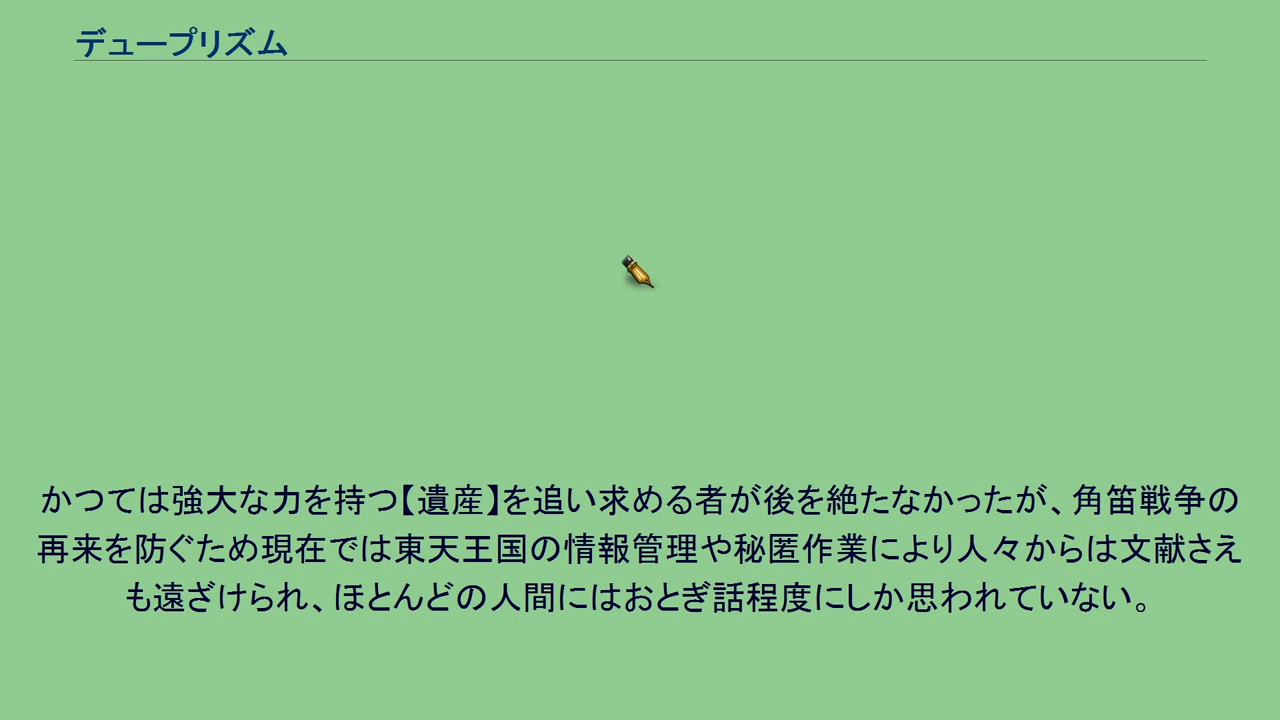 デュープリズム
かつては強大な力を持つ【遺産】を追い求める者が後を絶たなかったが、角笛戦争の
再来を防ぐため現在では東天王国の情報管理や秘匿作業により人々からは文献さえ
も遠ざけられ、ほとんどの人間にはおとぎ話程度にしか思われていない。